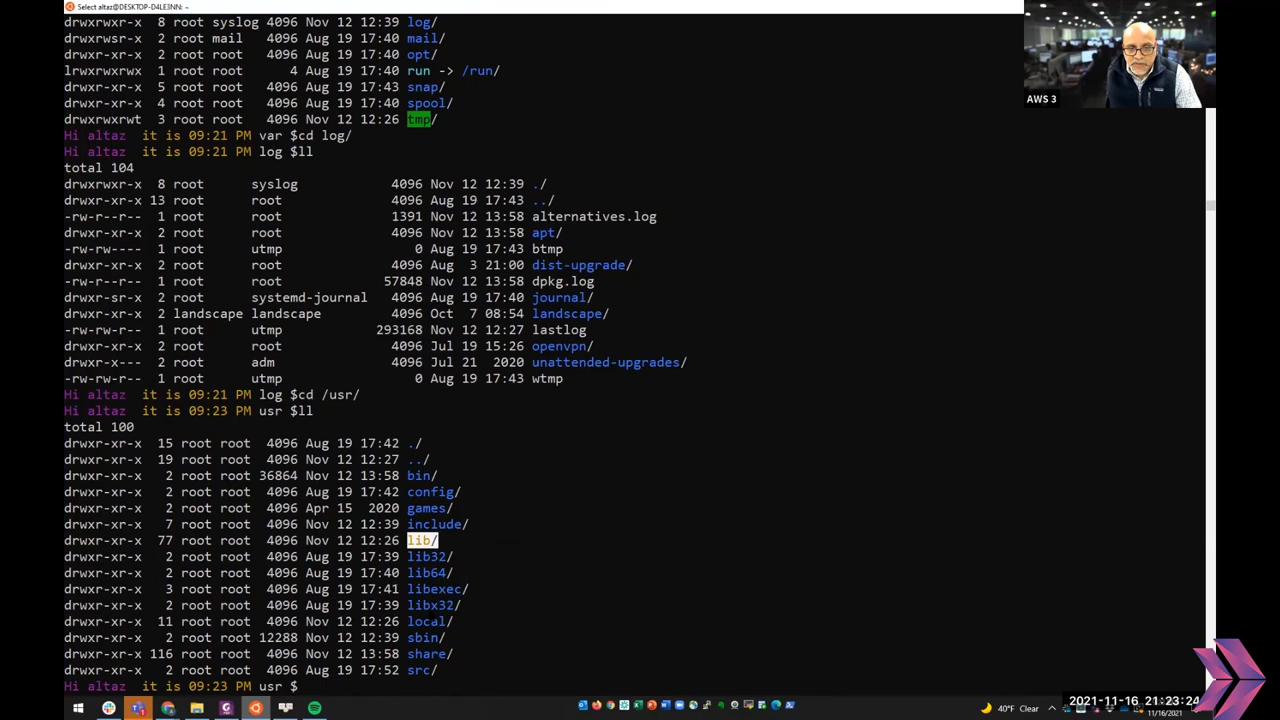 Select altaz@DESKTOP-D4LE3NN: ~
drwxrwxr-x  8 root syslog 4096 Nov 12 12:39 log/
drwxrwsr-x  2 root mail   4096 Aug 19 17:40 mail/
drwxr-xr-x  2 root root   4096 Aug 19 17:40 opt/
lrwxrwxrwx  1 root root      4 Aug 19 17:40 run -> /run/
drwxr-xr-x  5 root root   4096 Aug 19 17:43 snap/
drwxr-xr-x  4 root root   4096 Aug 19 17:40 spool/
drwxrwxrwt  3 root root   4096 Nov 12 12:26 tmp/
Hi altaz  it is 09:21 PM var $cd log/
Hi altaz  it is 09:21 PM log $ll
total 104
drwxrwxr-x  8 root      syslog            4096 Nov 12 12:39 ./
drwxr-xr-x 13 root      root              4096 Aug 19 17:43 ../
-rw-r--r--  1 root      root              1391 Nov 12 13:58 alternatives.log
drwxr-xr-x  2 root      root              4096 Nov 12 13:58 apt/
-rw-rw----  1 root      utmp                 0 Aug 19 17:43 btmp
drwxr-xr-x  2 root      root              4096 Aug  3 21:00 dist-upgrade/
-rw-r--r--  1 root      root             57848 Nov 12 13:58 dpkg.log
drwxr-sr-x  2 root      systemd-journal   4096 Aug 19 17:40 journal/
drwxr-xr-x  2 landscape landscape         4096 Oct  7 08:54 landscape/
-rw-rw-r--  1 root      utmp            293168 Nov 12 12:27 lastlog
drwxr-xr-x  2 root      root              4096 Jul 19 15:26 openvpn/
drwxr-x---  2 root      adm               4096 Jul 21  2020 unattended-upgrades/
-rw-rw-r--  1 root      utmp                 0 Aug 19 17:43 wtmp
Hi altaz  it is 09:21 PM log $cd /usr/
Hi altaz  it is 09:23 PM usr $ll
total 100
drwxr-xr-x  15 root root  4096 Aug 19 17:42 ./
drwxr-xr-x  19 root root  4096 Nov 12 12:27 ../
drwxr-xr-x   2 root root 36864 Nov 12 13:58 bin/
drwxr-xr-x   2 root root  4096 Aug 19 17:42 config/
drwxr-xr-x   2 root root  4096 Apr 15  2020 games/
drwxr-xr-x   7 root root  4096 Nov 12 12:39 include/
drwxr-xr-x  77 root root  4096 Nov 12 12:26 lib/
drwxr-xr-x   2 root root  4096 Aug 19 17:39 lib32/
drwxr-xr-x   2 root root  4096 Aug 19 17:40 lib64/
drwxr-xr-x   3 root root  4096 Aug 19 17:41 libexec/
drwxr-xr-x   2 root root  4096 Aug 19 17:39 libx32/
drwxr-xr-x  11 root root  4096 Nov 12 12:26 local/
drwxr-xr-x   2 root root 12288 Nov 12 12:39 sbin/
drwxr-xr-x 116 root root  4096 Nov 12 13:58 share/
drwxr-xr-x   2 root root  4096 Aug 19 17:52 src/
Hi altaz  it is 09:23 PM usr $
AWS 3
40°F Clear
2021-11-16 21:23:24
11/16/2021